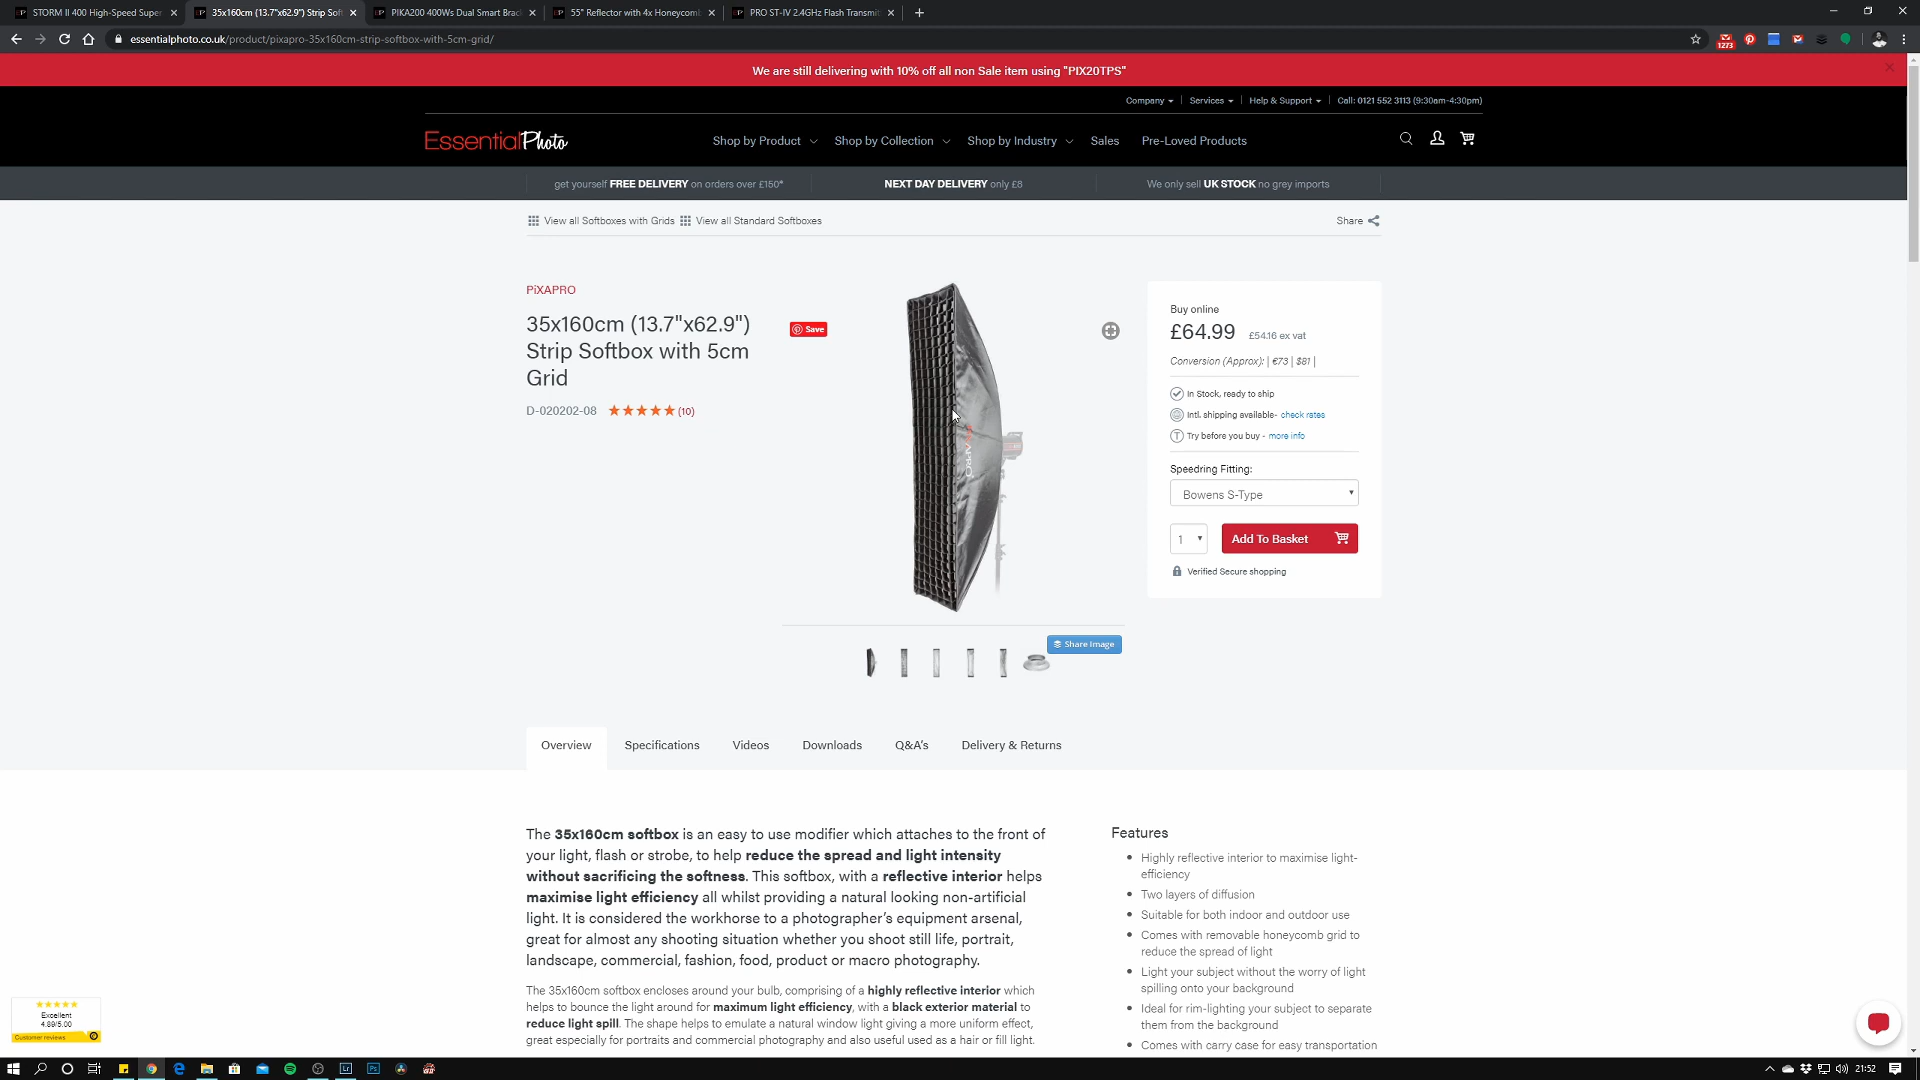 STORM II 400 High-Speed Super
35x160cm (13.7"x62.9") Strip Soft
PIKA200 400Ws Dual Smart Brac
55" Reflector with 4x Honeycomb
PRO ST-IV 2.4GHz Flash Transmit
essentialphoto.co.uk/product/pixapro-35x160cm-strip-softbox-with-5cm-grid/
1273
We are still delivering with 10% off all non Sale item using "PIX20TPS"
Company
Services
Help & Support
Call: 0121 552 3113 (9:30am-4:30pm)
EssentialPhoto
Shop by Product
Shop by Collection
Shop by Industry
Sales
Pre-Loved Products
get yourself FREE DELIVERY on orders over £150*
NEXT DAY DELIVERY only £8
We only sell UK STOCK no grey imports
View all Softboxes with Grids
View all Standard Softboxes
Share
PiXAPRO
35x160cm (13.7"x62.9")
Strip Softbox with 5cm
Grid
D-020202-08
(10)
Save
Buy online
£64.99 £54.16 ex vat
Conversion (Approx): | €73 | $81 |
In Stock, ready to ship
Intl. shipping available- check rates
Try before you buy - more info
Speedring Fitting:
Bowens S-Type
1
Add To Basket
Verified Secure shopping
Share Image
Overview
Specifications
Videos
Downloads
Q&A's
Delivery & Returns
The 35x160cm softbox is an easy to use modifier which attaches to the front of
your light, flash or strobe, to help reduce the spread and light intensity
without sacrificing the softness. This softbox, with a reflective interior helps
maximise light efficiency all whilst providing a natural looking non-artificial
light. It is considered the workhorse to a photographer's equipment arsenal,
great for almost any shooting situation whether you shoot still life, portrait,
landscape, commercial, fashion, food, product or macro photography.
The 35x160cm softbox encloses around your bulb, comprising of a highly reflective interior which
helps to bounce the light around for maximum light efficiency, with a black exterior material to
reduce light spill. The shape helps to emulate a natural window light giving a more uniform effect,
great especially for portraits and commercial photography and also useful used as a hair or fill light.
Features
Highly reflective interior to maximise light-
efficiency
Two layers of diffusion
Suitable for both indoor and outdoor use
Comes with removable honeycomb grid to
reduce the spread of light
Light your subject without the worry of light
spilling onto your background
Ideal for rim-lighting your subject to separate
them from the background
Comes with carry case for easy transportation
Excellent
4.89/5.00
Customer reviews
Lr
Ps
21:52